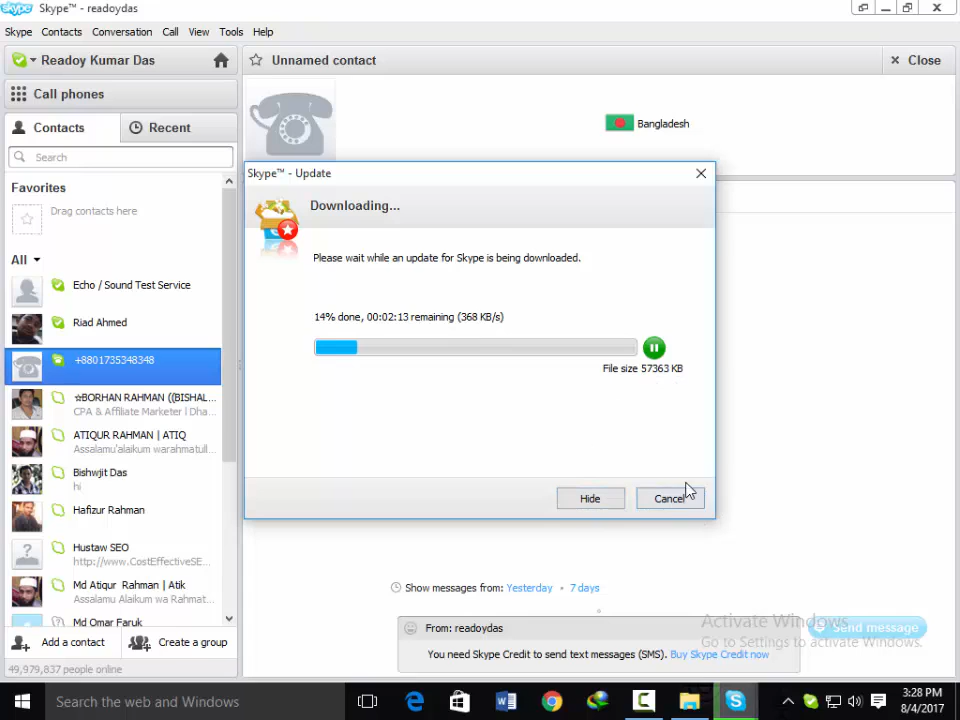 Skype™ - readoydas
Skype Contacts Conversation Call View Tools Help
Readoy Kumar Das
Unnamed contact
Close
Call phones
Bangladesh
Contacts
Recent
Search
Skype™ - Update
Downloading...
Please wait while an update for Skype is being downloaded.
14% done, 00:02:13 remaining (368 KB/s)
File size 57363 KB
Hide
Cancel
Favorites
Drag contacts here
All
Echo / Sound Test Service
Riad Ahmed
+8801735348348
☆BORHAN RAHMAN ((BISHAL...
CPA & Affiliate Marketer | Dha...
ATIQUR RAHMAN | ATIQ
Assalamu'alaikum warahmatull...
Bishwjit Das
hi
Hafizur Rahman
Hustaw SEO
http://www.CostEffectiveSE...
Md Atiqur Rahman | Atik
Assalamu Alaikum wa Rahmat...
Md Omar Faruk
Add a contact
Create a group
49,979,837 people online
Show messages from: Yesterday • 7 days
From: readoydas
Send message
You need Skype Credit to send text messages (SMS). Buy Skype Credit now
Activate Windows
Go to Settings to activate Windows.
Search the web and Windows
3:28 PM
8/4/2017